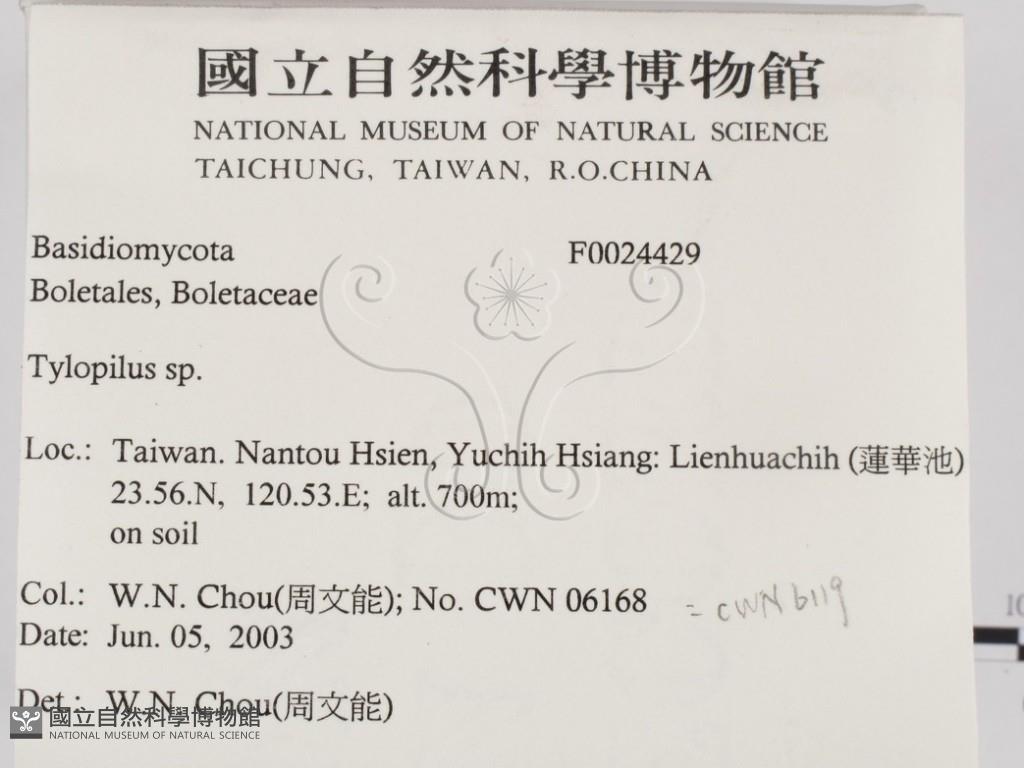 國立自然科學博物館
NATIONAL MUSEUM OF NATURAL SCIENCE
TAICHUNG, TAIWAN, R.O.CHINA
Basidiomycota F0024429
Boletales, Boletaceae
Tylopilus sp.
Loc.: Taiwan. Nantou Hsien, Yuchih Hsiang: Lienhuachih (蓮華池)
23.56.N, 120.53.E; alt. 700m;
on soil
Col.: W.N. Chou(周文能); No. CWN 06168 = CWN 6119
Date: Jun. 05, 2003
Det.: W.N. Chou(周文能)
國立自然科學博物館
NATIONAL MUSEUM OF NATURAL SCIENCE